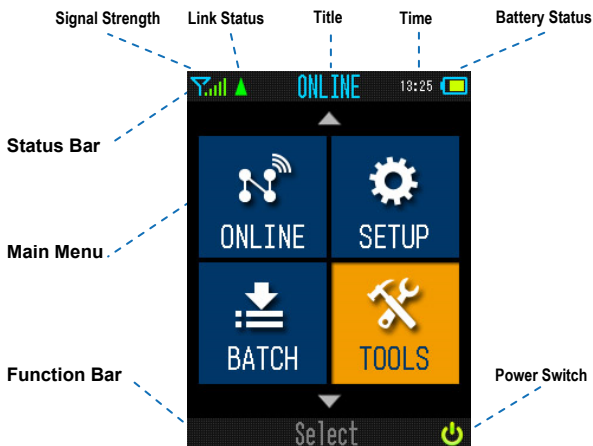 Signal Strength Link Status Title Time Battery Status
ONLINE 13:25
Status Bar
ONLINE SETUP
Main Menu
BATCH TOOLS
Function Bar
Power Switch
Select